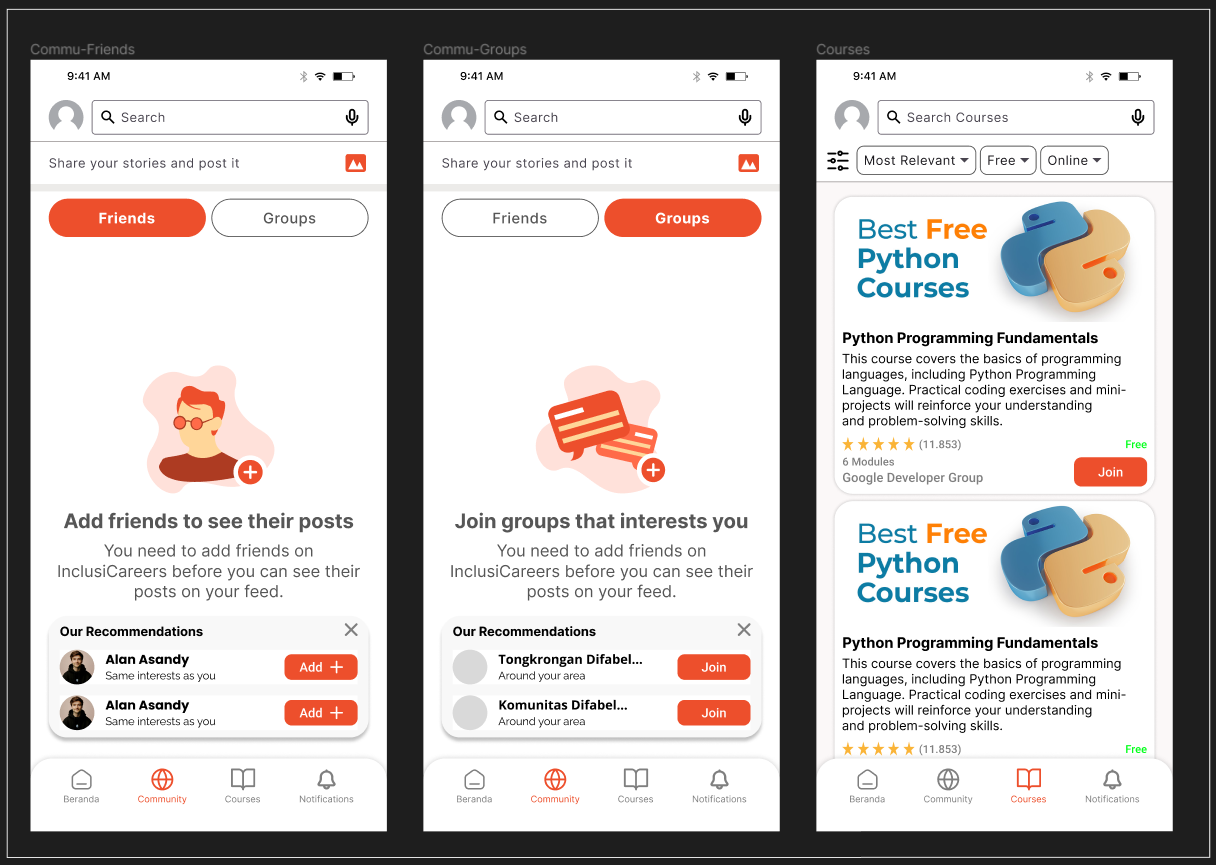 Commu-Friends
9:41 AM
Search
Share your stories and post it
Friends
Groups
Add friends to see their posts
You need to add friends on
InclusiCareers before you can see their
posts on your feed.
Our Recommendations
Alan Asandy
Same interests as you
Add
Alan Asandy
Same interests as you
Add
Beranda
Community
Courses
Notifications
Commu-Groups
9:41 AM
Search
Share your stories and post it
Friends
Groups
Join groups that interests you
You need to add friends on
InclusiCareers before you can see their
posts on your feed.
Our Recommendations
Tongkrongan Difabel...
Around your area
Join
Komunitas Difabel...
Around your area
Join
Beranda
Community
Courses
Notifications
Courses
9:41 AM
Search Courses
Most Relevant
Free
Online
Best Free
Python
Courses
Python Programming Fundamentals
This course covers the basics of programming
languages, including Python Programming
Language. Practical coding exercises and mini-
projects will reinforce your understanding
and problem-solving skills.
(11.853)
Free
6 Modules
Google Developer Group
Join
Best Free
Python
Courses
Python Programming Fundamentals
This course covers the basics of programming
languages, including Python Programming
Language. Practical coding exercises and mini-
projects will reinforce your understanding
and problem-solving skills.
(11.853)
Free
Beranda
Community
Courses
Notifications